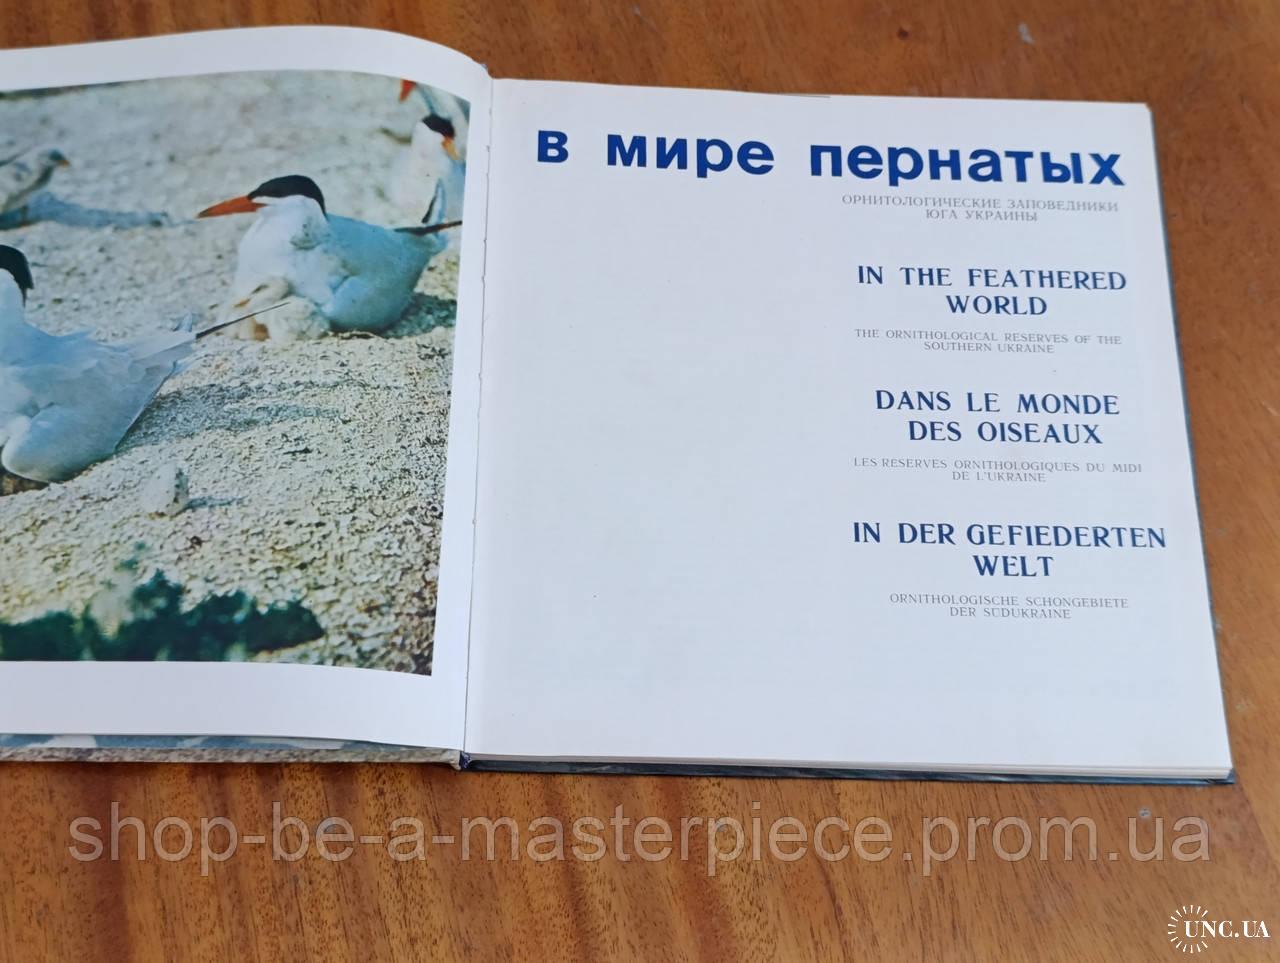 в мире пернатых
ОРНИТОЛОГИЧЕСКИЕ ЗАПОВЕДНИКИ
ЮГА УКРАИНЫ
IN THE FEATHERED
WORLD
THE ORNITHOLOGICAL RESERVES OF THE
SOUTHERN UKRAINE
DANS LE MONDE
DES OISEAUX
LES RÉSERVES ORNITHOLOGIQUES DU MIDI
DE L'UKRAINE
IN DER GEFIEDERTEN
WELT
ORNITHOLOGISCHE SCHONGEBIETE
DER SÜDUKRAINE
shop-be-a-masterpiece.prom.ua
UNC.UA